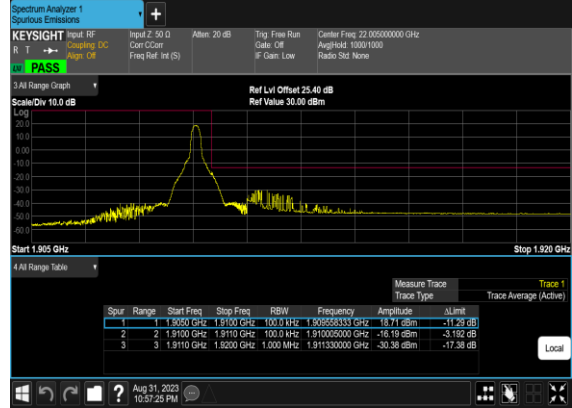 Spectrum Analyzer 1
Spurious Emissions
KEYSIGHT Input: RF
R T Coupling: DC
Align: Off
Input Z: 50 Ω
Corr CCorr
Freq Ref: Int (S)
Atten: 20 dB
Trig: Free Run
Gate: Off
IF Gain: Low
Center Freq: 22.005000000 GHz
Avg|Hold: 1000/1000
Radio Std: None
PASS
3 All Range Graph
Scale/Div 10.0 dB
Ref Lvl Offset 25.40 dB
Ref Value 30.00 dBm
Log
20.0
10.0
0.00
-10.0
-20.0
-30.0
-40.0
-50.0
-60.0
Start 1.905 GHz
Stop 1.920 GHz
4 All Range Table
Measure Trace Trace 1
Trace Type Trace Average (Active)
Spur Range Start Freq Stop Freq RBW Frequency Amplitude ΔLimit
1 1 1.9050 GHz 1.9100 GHz 100.0 kHz 1.909558333 GHz 18.71 dBm -11.29 dB
2 2 1.9100 GHz 1.9110 GHz 100.0 kHz 1.910005000 GHz -16.19 dBm -3.192 dB
3 3 1.9110 GHz 1.9200 GHz 1.000 MHz 1.911330000 GHz -30.38 dBm -17.38 dB
Local
Aug 31, 2023
10:57:25 PM